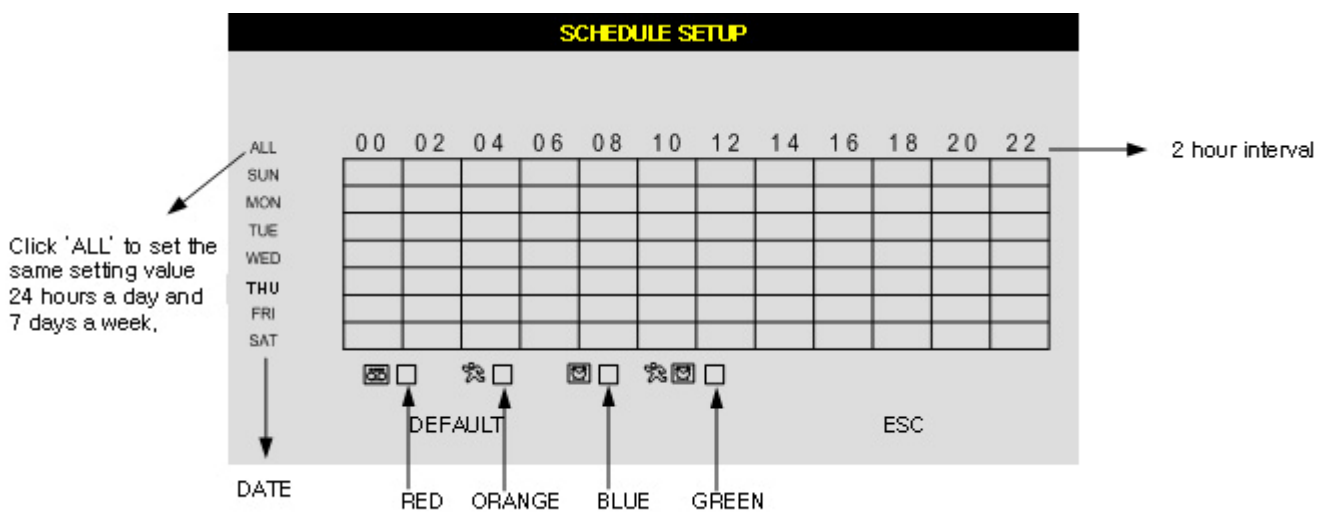 SCHEDULE SETUP
ALL 00 02 04 06 08 10 12 14 16 18 20 22
2 hour interval
SUN
MON
TUE
WED
THU
FRI
SAT
Click 'ALL' to set the
same setting value
24 hours a day and
7 days a week,
DEFAULT ESC
DATE
RED ORANGE BLUE GREEN